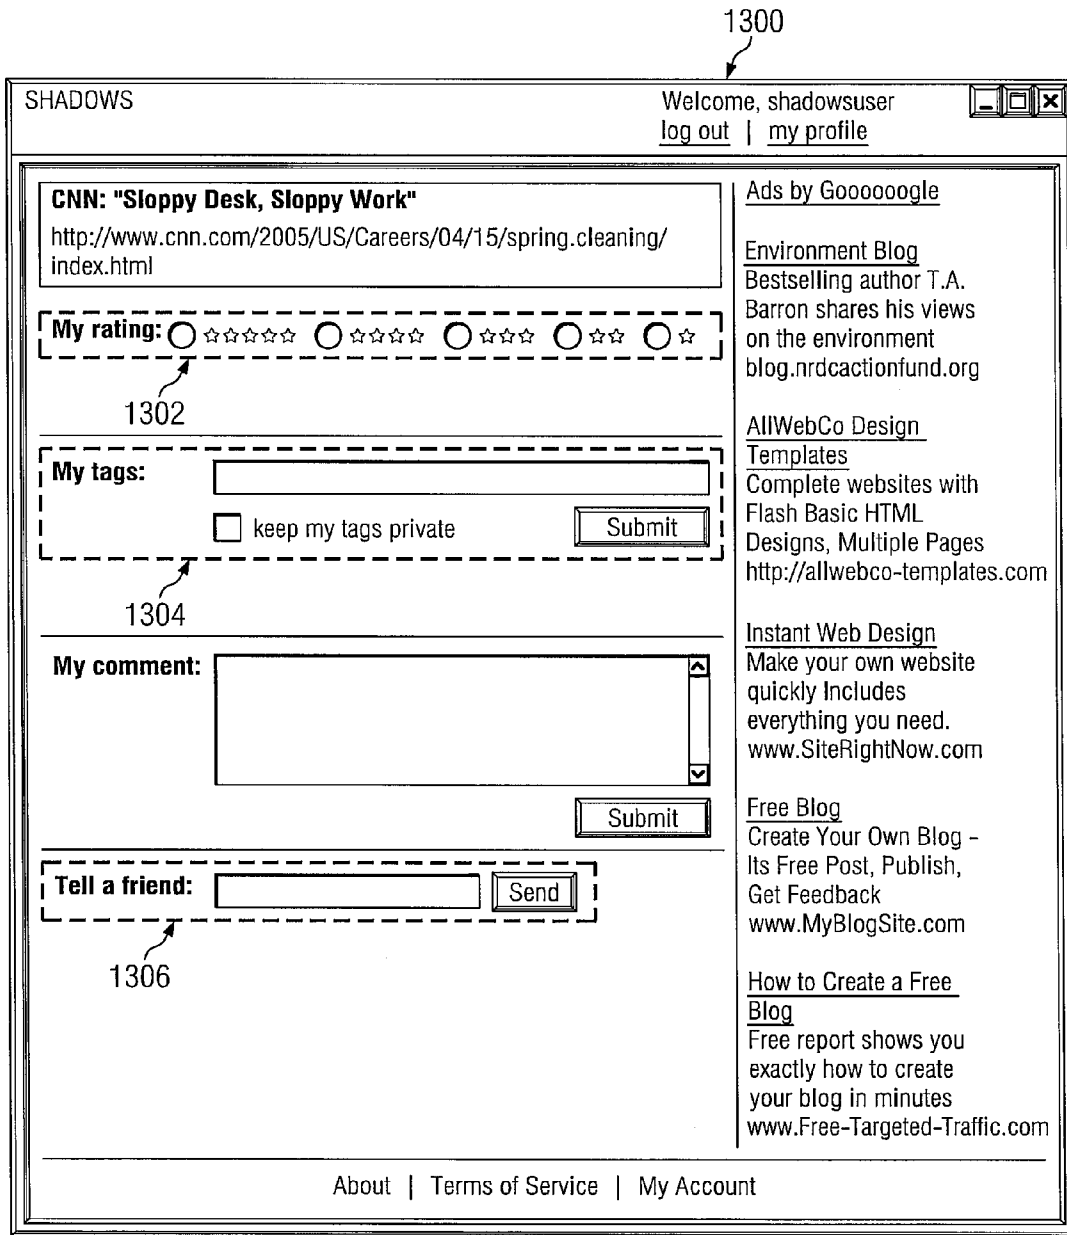 1300
SHADOWS
Welcome, shadowsuser
log out | my profile
CNN: "Sloppy Desk, Sloppy Work"
http://www.cnn.com/2005/US/Careers/04/15/spring.cleaning/
index.html
My rating:
1302
My tags:
keep my tags private
Submit
1304
My comment:
Submit
Tell a friend:
Send
1306
Ads by Goooooogle
Environment Blog
Bestselling author T.A.
Barron shares his views
on the environment
blog.nrdcactionfund.org
AllWebCo Design
Templates
Complete websites with
Flash Basic HTML
Designs, Multiple Pages
http://allwebco-templates.com
Instant Web Design
Make your own website
quickly Includes
everything you need.
www.SiteRightNow.com
Free Blog
Create Your Own Blog –
Its Free Post, Publish,
Get Feedback
www.MyBlogSite.com
How to Create a Free
Blog
Free report shows you
exactly how to create
your blog in minutes
www.Free-Targeted-Traffic.com
About | Terms of Service | My Account